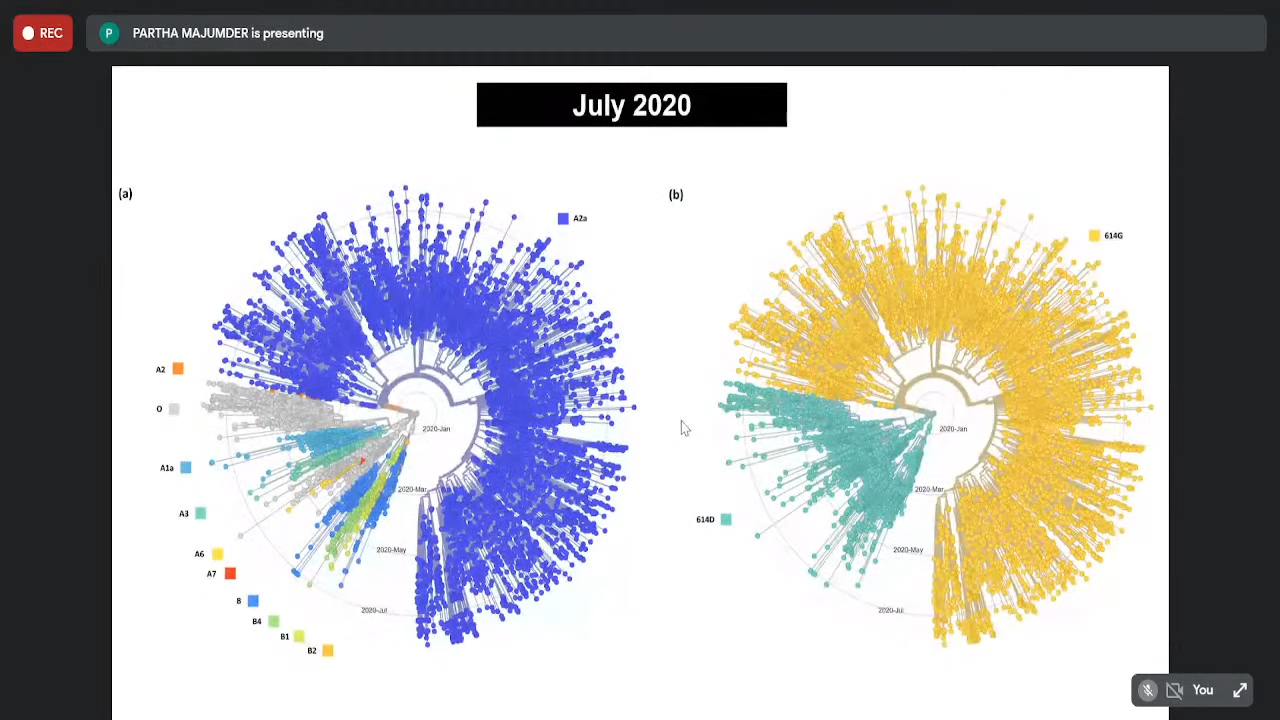 REC
P
PARTHA MAJUMDER is presenting
July 2020
(a)
A2a
A2
O
A1a
A3
A6
A7
B
B4
B1
B2
2020-Jan
2020-Mar
2020-May
2020-Jul
(b)
614G
614D
2020-Jan
2020-Mar
2020-May
2020-Jul
You